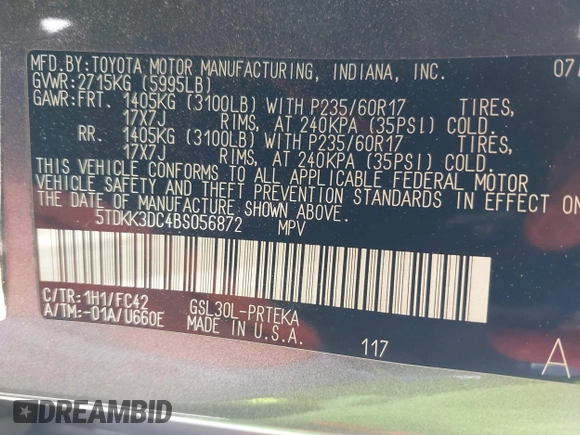 MFD.BY:TOYOTA MOTOR MANUFACTURING, INDIANA, INC. 07/
GVWR:2715KG (5995LB)
GAWR:FRT. 1405KG (3100LB) WITH P235/60R17 TIRES,
17X7J RIMS, AT 240KPA (35PSI) COLD.
RR. 1405KG (3100LB) WITH P235/60R17 TIRES,
17X7J RIMS, AT 240KPA (35PSI) COLD.
THIS VEHICLE CONFORMS TO ALL APPLICABLE FEDERAL MOTOR
VEHICLE SAFETY AND THEFT PREVENTION STANDARDS IN EFFECT ON
THE DATE OF MANUFACTURE SHOWN ABOVE.
5TDKK3DC4BS056872 MPV
C/TR:1H1/FC42 GSL30L-PRTEKA
A/TM:-01A/U660E MADE IN U.S.A.
117 A
DREAMBID